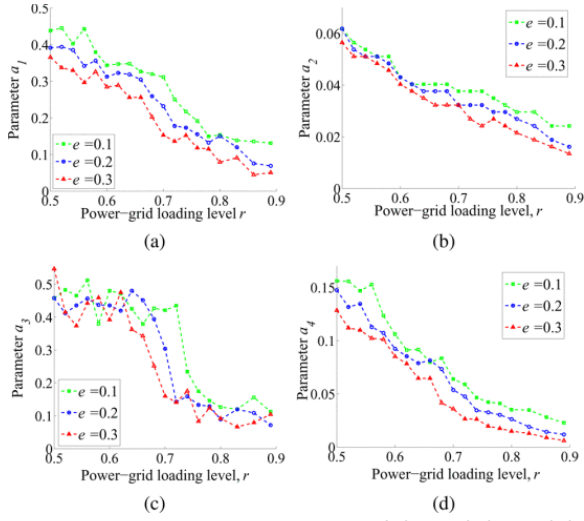 0.5
0.4
0.3
0.2
0.1
0
Parameter a1
e =0.1
e =0.2
e =0.3
0.5 0.6 0.7 0.8 0.9
Power−grid loading level, r
(a)
0.06
0.04
0.02
0
Parameter a2
e =0.1
e =0.2
e =0.3
0.5 0.6 0.7 0.8 0.9
Power−grid loading level, r
(b)
0.5
0.4
0.3
0.2
0.1
0
Parameter a3
e =0.1
e =0.2
e =0.3
0.5 0.6 0.7 0.8 0.9
Power−grid loading level, r
(c)
0.15
0.1
0.05
0
Parameter a4
e =0.1
e =0.2
e =0.3
0.5 0.6 0.7 0.8 0.9
Power−grid loading level, r
(d)